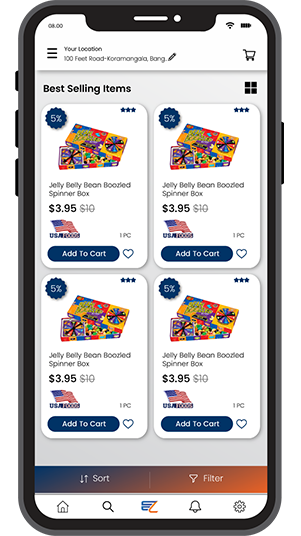 08.00
Your Location
100 Feet Road-Koramangala, Bang..
Best Selling Items
5%
5%
Jelly Belly Bean Boozled
Spinner Box
Jelly Belly Bean Boozled
Spinner Box
$3.95 $10
$3.95 $10
USA FOODS
1 PC
USA FOODS
1 PC
Add To Cart
Add To Cart
5%
5%
Jelly Belly Bean Boozled
Spinner Box
Jelly Belly Bean Boozled
Spinner Box
$3.95 $10
$3.95 $10
USA FOODS
1 PC
USA FOODS
1 PC
Add To Cart
Add To Cart
Sort
Filter